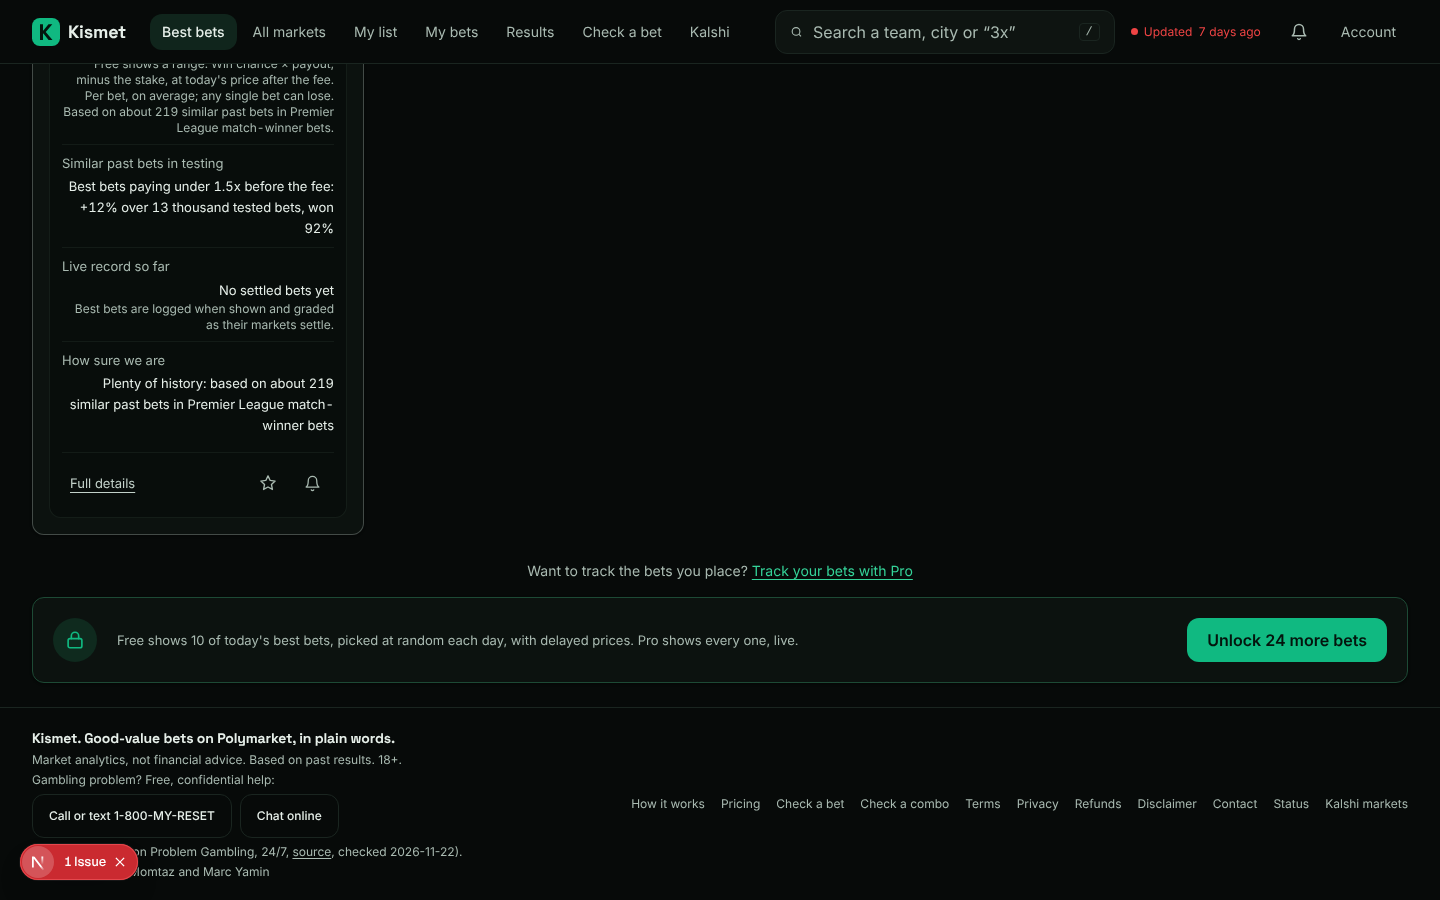 Kismet
Best bets
All markets
My list
My bets
Results
Check a bet
Kalshi
Search a team, city or “3x”
/
Updated 7 days ago
Account
Free shows a range. Win chance × payout,
minus the stake, at today's price after the fee.
Per bet, on average; any single bet can lose.
Based on about 219 similar past bets in Premier
League match-winner bets.
Similar past bets in testing
Best bets paying under 1.5x before the fee:
+12% over 13 thousand tested bets, won
92%
Live record so far
No settled bets yet
Best bets are logged when shown and graded
as their markets settle.
How sure we are
Plenty of history: based on about 219
similar past bets in Premier League match-
winner bets
Full details
Want to track the bets you place? Track your bets with Pro
Free shows 10 of today's best bets, picked at random each day, with delayed prices. Pro shows every one, live.
Unlock 24 more bets
Kismet. Good-value bets on Polymarket, in plain words.
Market analytics, not financial advice. Based on past results. 18+.
Gambling problem? Free, confidential help:
Call or text 1-800-MY-RESET
Chat online
on Problem Gambling, 24/7, source, checked 2026-11-22).
Momtaz and Marc Yamin
How it works
Pricing
Check a bet
Check a combo
Terms
Privacy
Refunds
Disclaimer
Contact
Status
Kalshi markets
N
1 Issue